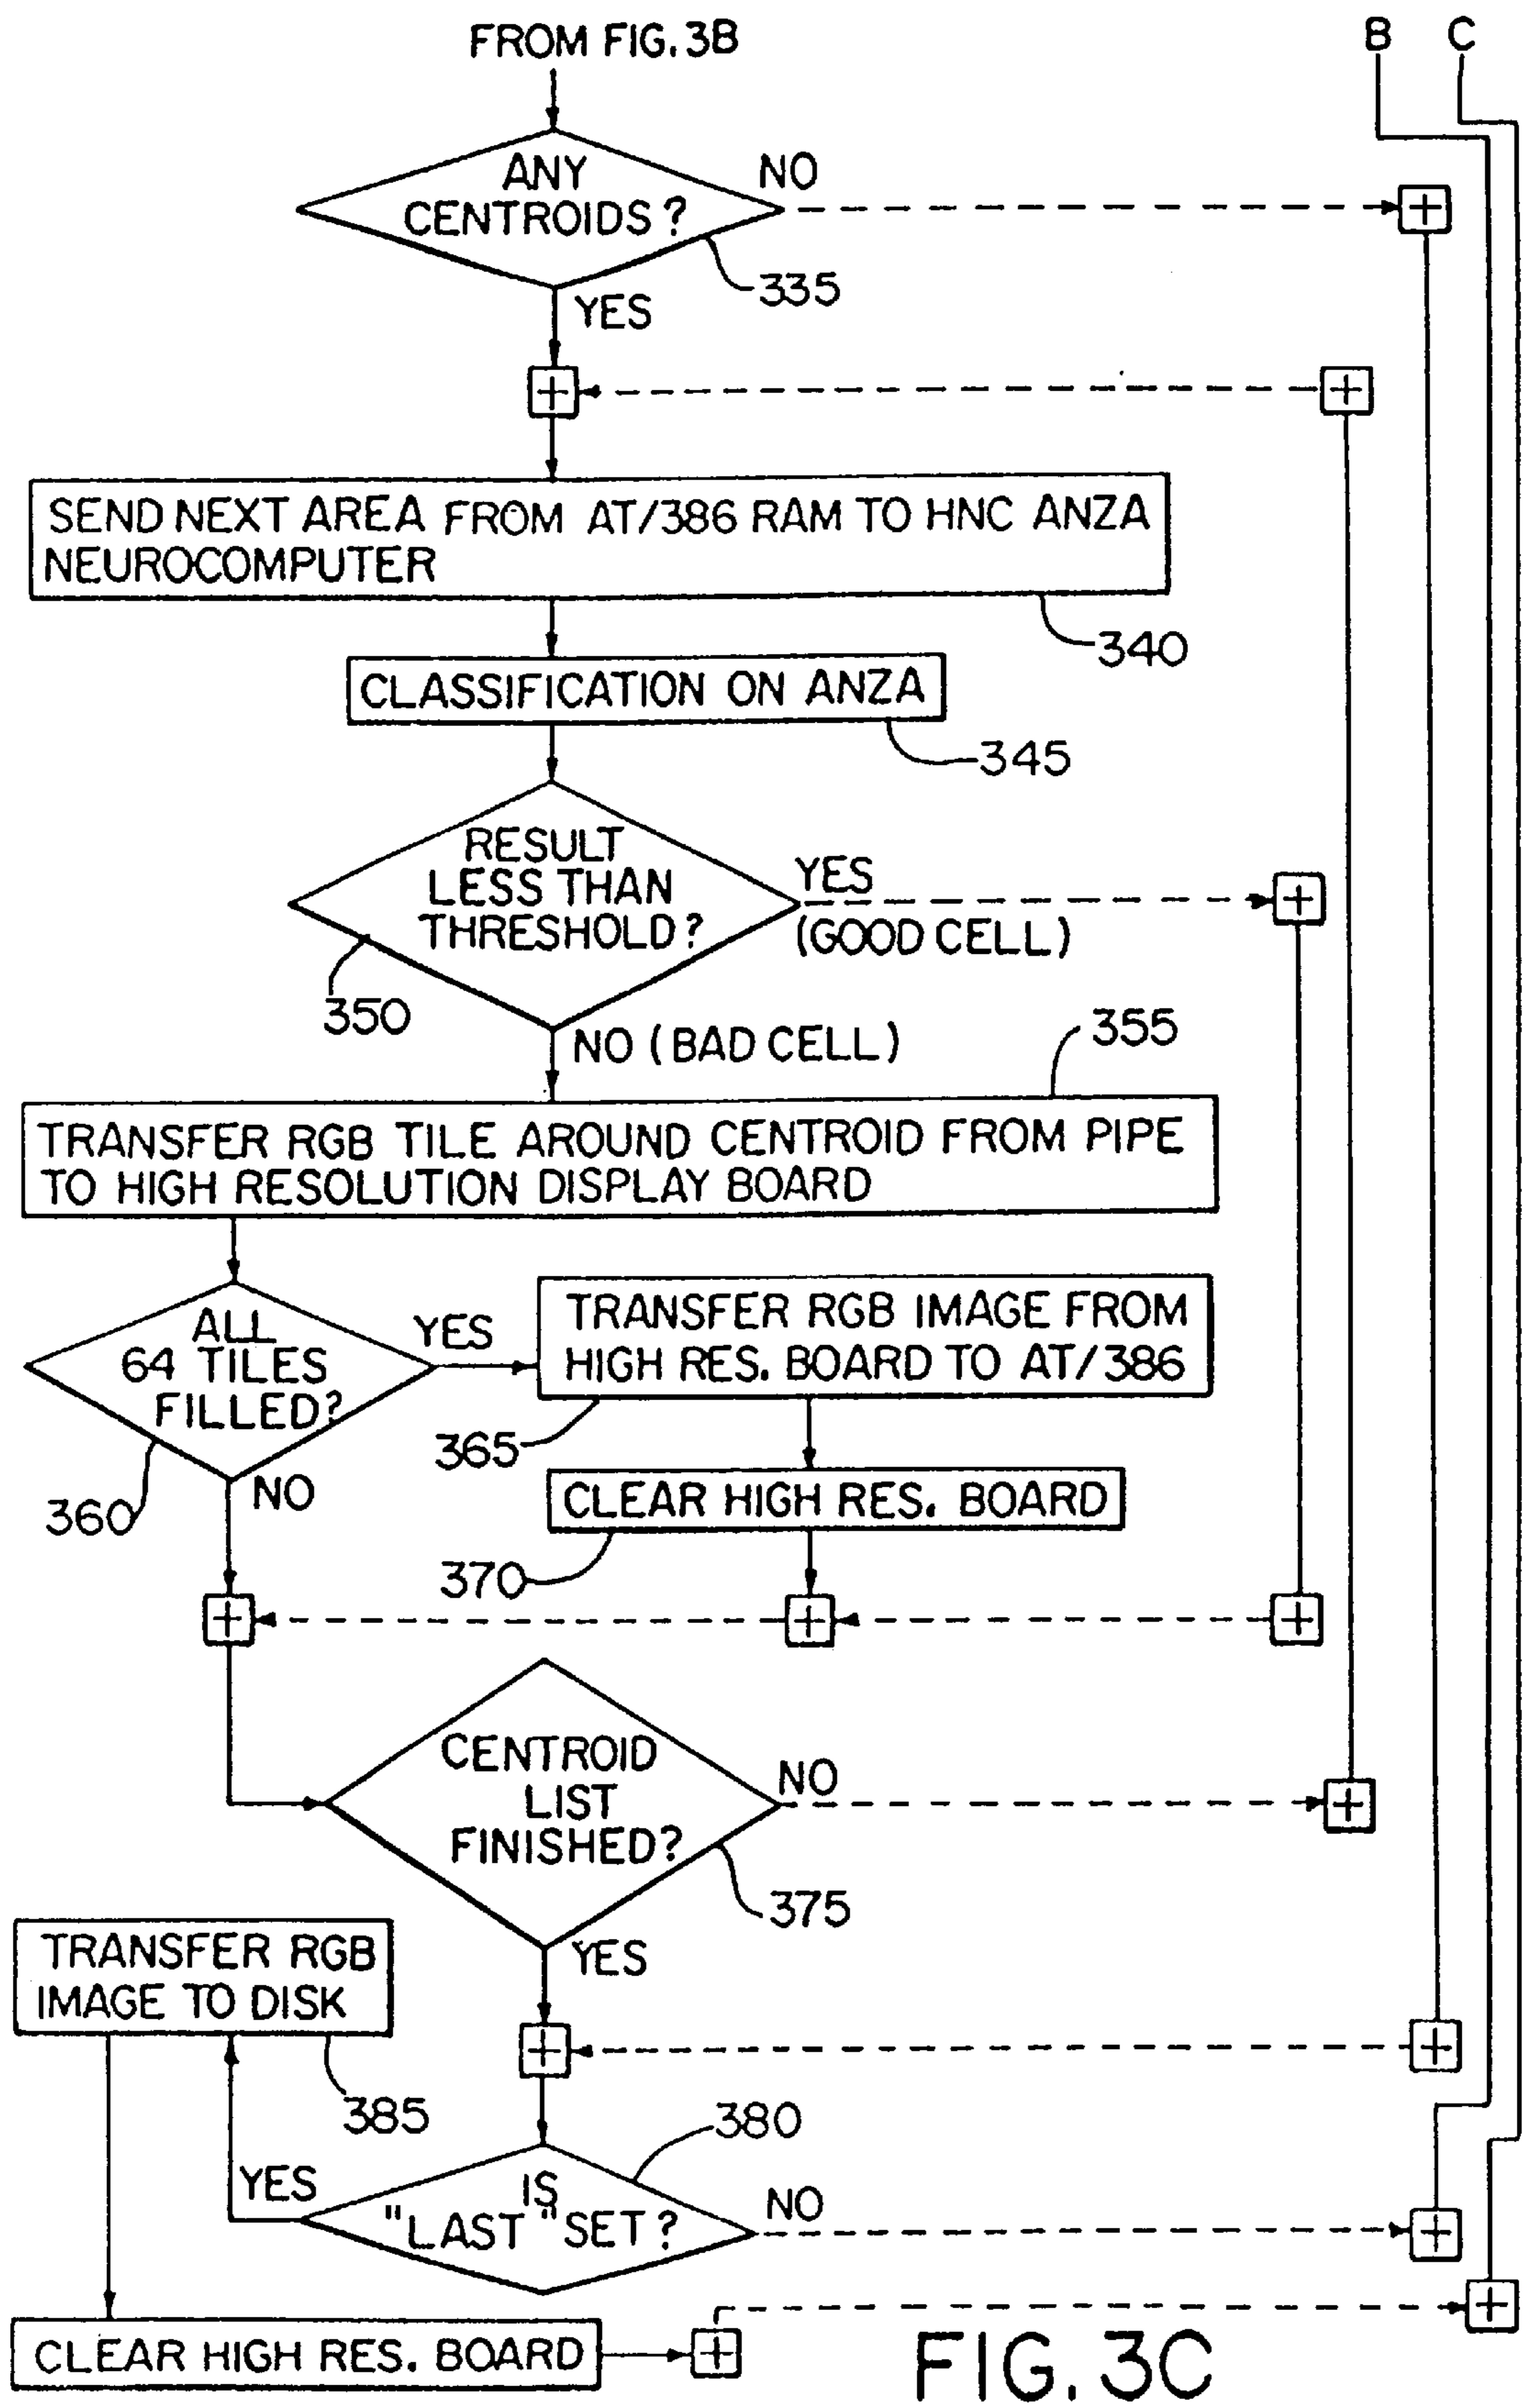 FROM FIG. 3B
B
C
ANY
CENTROIDS?
NO
335
YES
SEND NEXT AREA FROM AT/386 RAM TO HNC ANZA
NEUROCOMPUTER
340
CLASSIFICATION ON ANZA
345
RESULT
LESS THAN
THRESHOLD?
YES
(GOOD CELL)
350
NO (BAD CELL)
355
TRANSFER RGB TILE AROUND CENTROID FROM PIPE
TO HIGH RESOLUTION DISPLAY BOARD
ALL
64 TILES
FILLED?
YES
TRANSFER RGB IMAGE FROM
HIGH RES. BOARD TO AT/386
365
360
NO
CLEAR HIGH RES. BOARD
370
CENTROID
LIST
FINISHED?
NO
375
YES
TRANSFER RGB
IMAGE TO DISK
385
380
YES
IS
"LAST" SET?
NO
CLEAR HIGH RES. BOARD
FIG. 3C